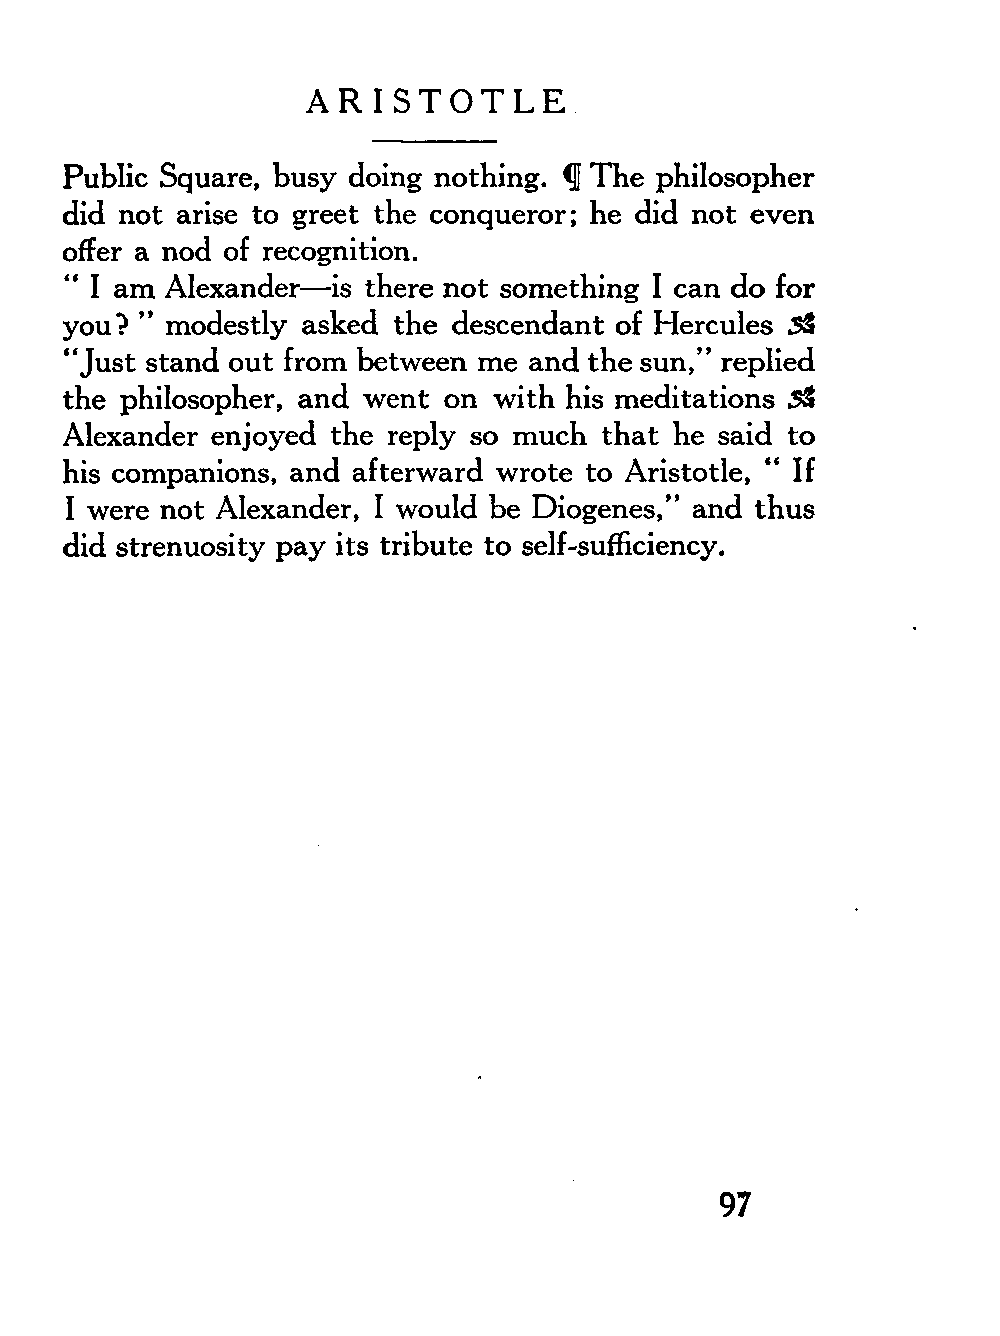 ARISTOTLE
Public Square, busy doing nothing. ¶ The philosopher
did not arise to greet the conqueror; he did not even
offer a nod of recognition.
“ I am Alexander—is there not something I can do for
you? ” modestly asked the descendant of Hercules
“Just stand out from between me and the sun,” replied
the philosopher, and went on with his meditations
Alexander enjoyed the reply so much that he said to
his companions, and afterward wrote to Aristotle, “ If
I were not Alexander, I would be Diogenes,” and thus
did strenuosity pay its tribute to self-sufficiency.
97